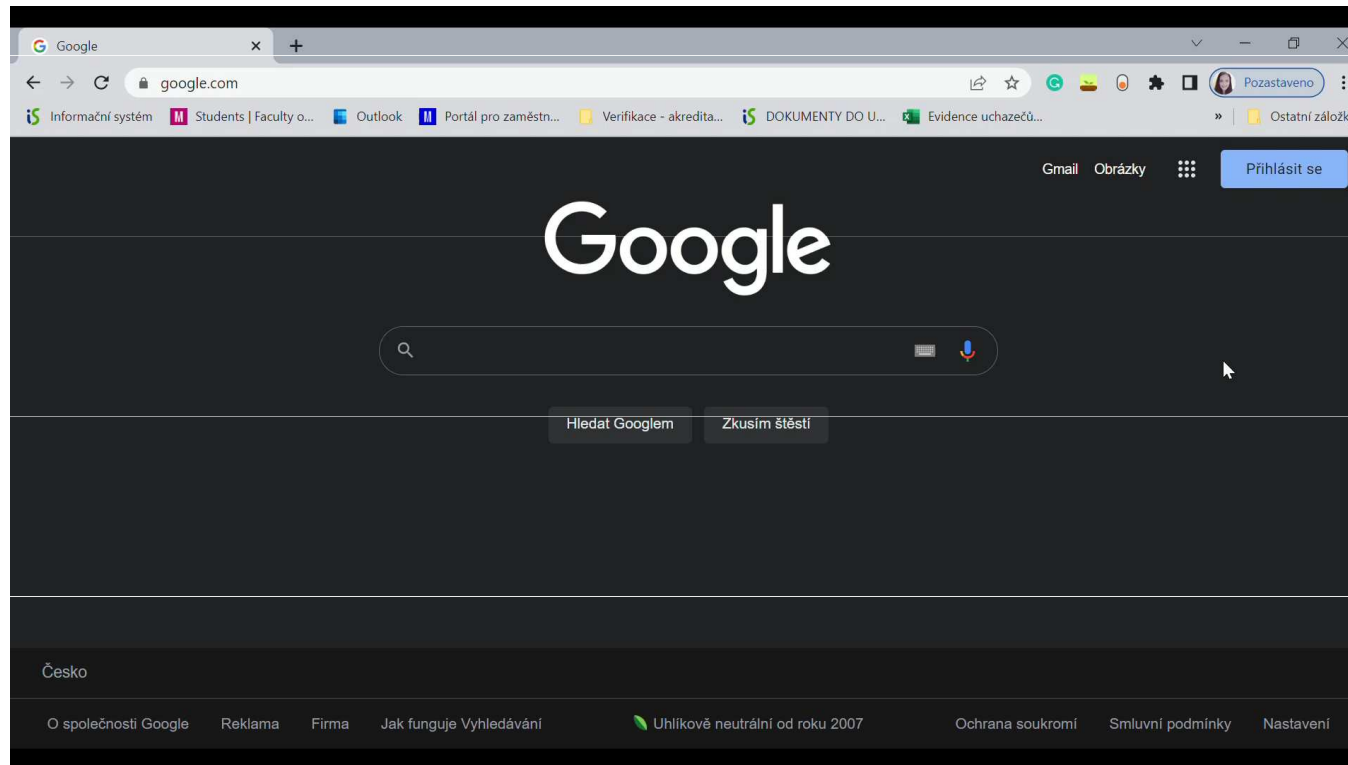 Google
google.com
Pozastaveno
Informační systém Students | Faculty o... Outlook Portál pro zaměstn... Verifikace - akredita... DOKUMENTY DO U... Evidence uchazečů... » Ostatní zálož
Gmail Obrázky Přihlásit se
Google
Hledat Googlem Zkusím štěstí
Česko
O společnosti Google Reklama Firma Jak funguje Vyhledávání Uhlíkově neutrální od roku 2007 Ochrana soukromí Smluvní podmínky Nastavení